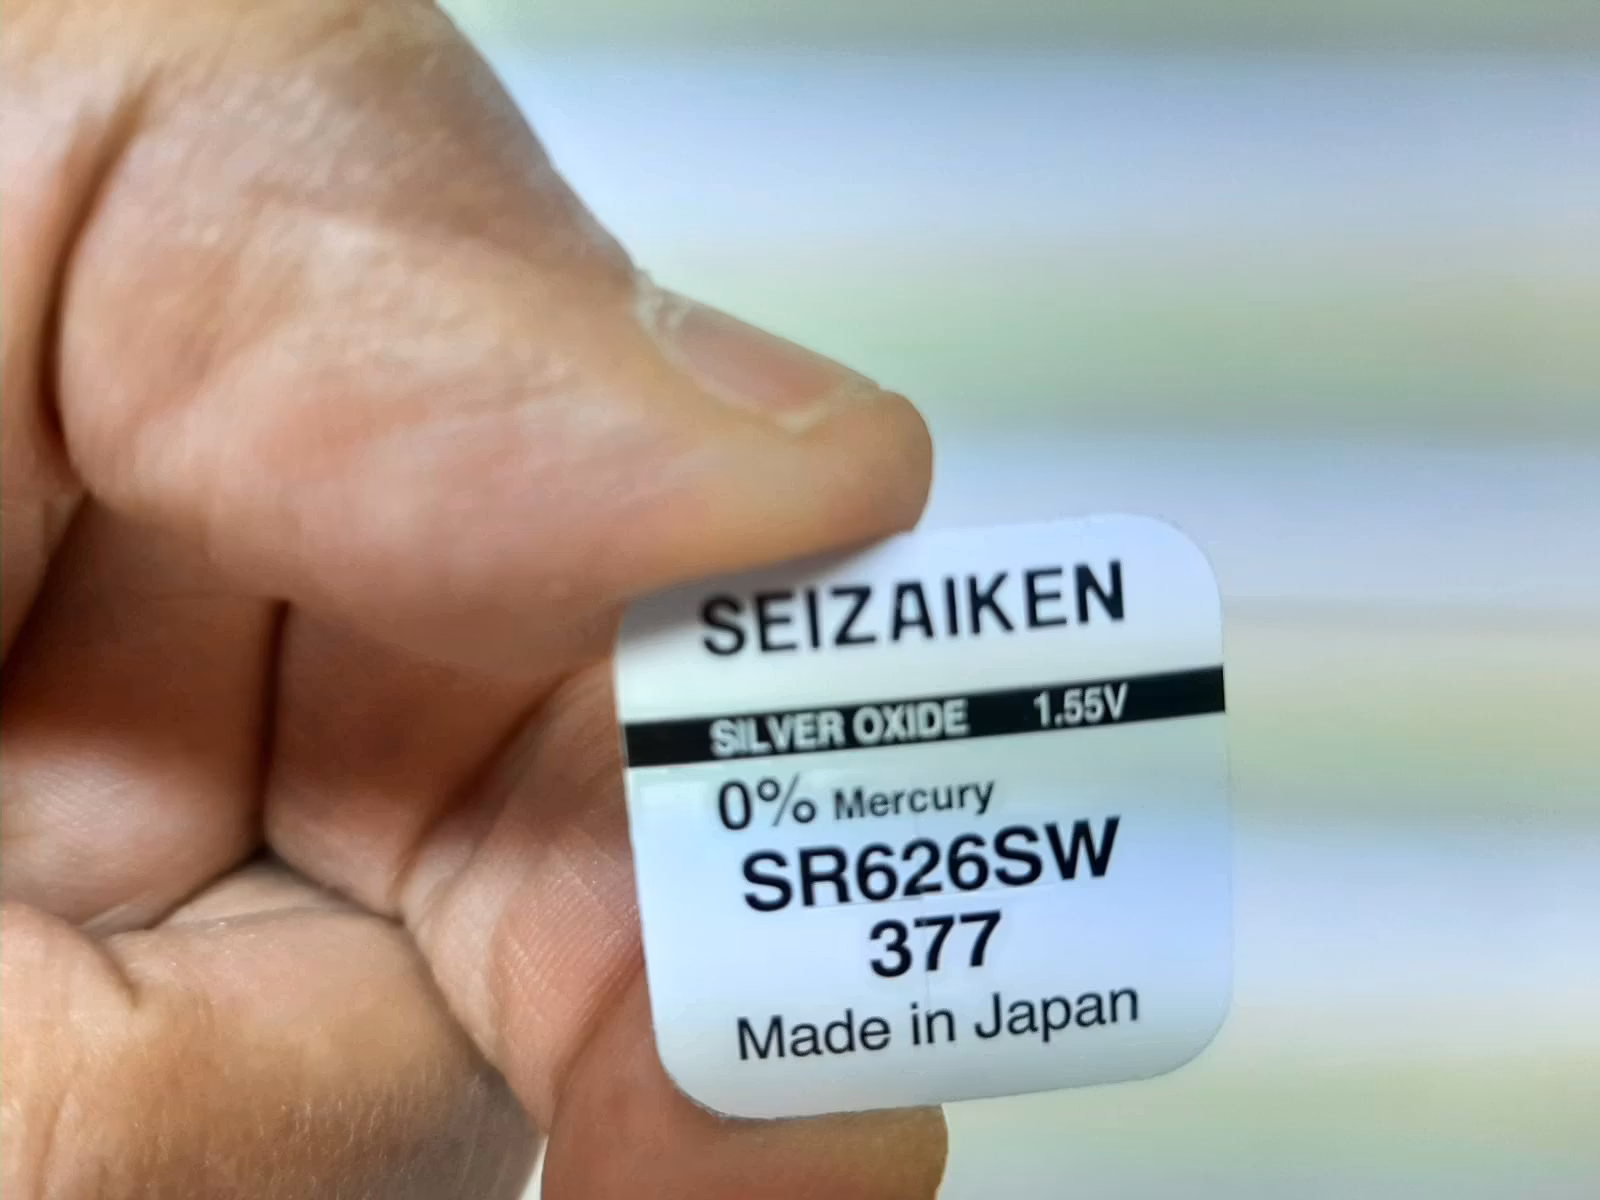 SEIZAIKEN
SILVER OXIDE 1.55V
0% Mercury
SR626SW
377
Made in Japan